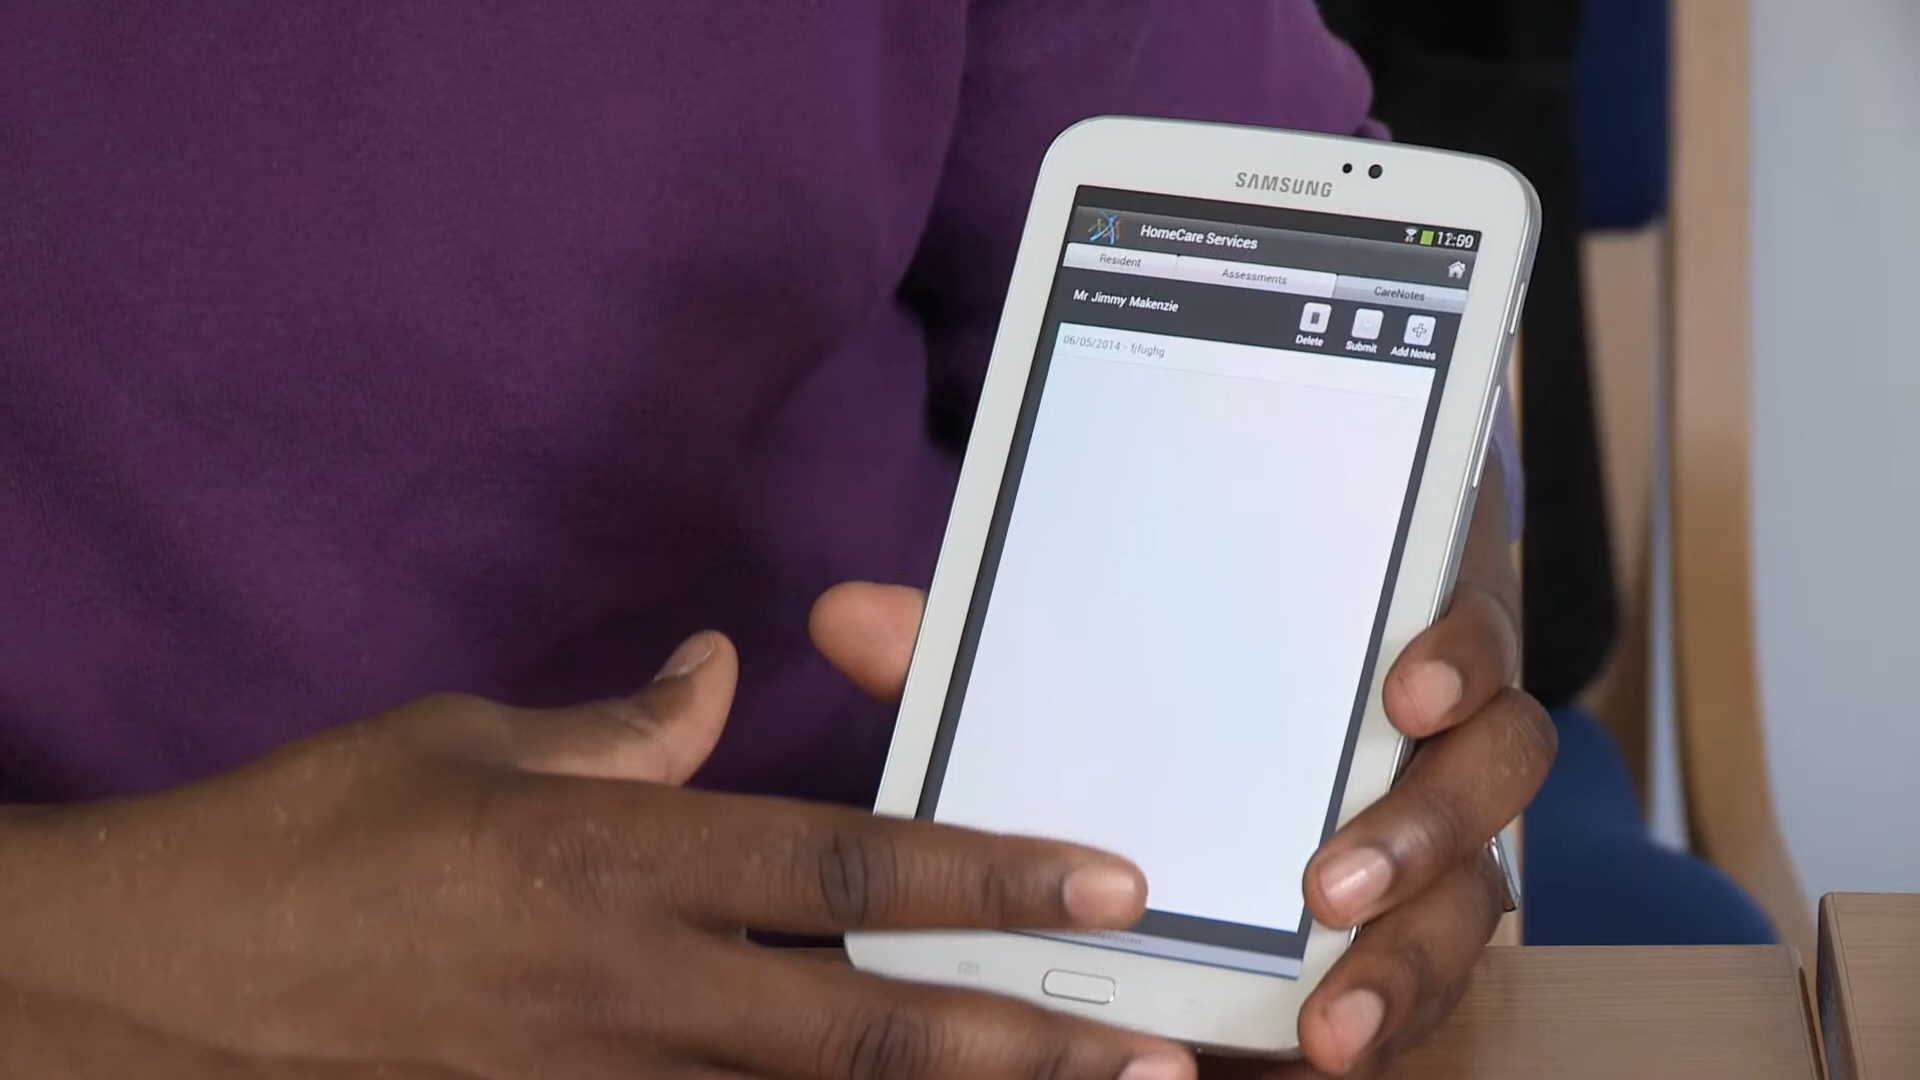 SAMSUNG
12:09
HomeCare Services
Resident Assessments CareNotes
Mr Jimmy Makenzie
Delete Submit Add Notes
06/05/2014 - fjfughg